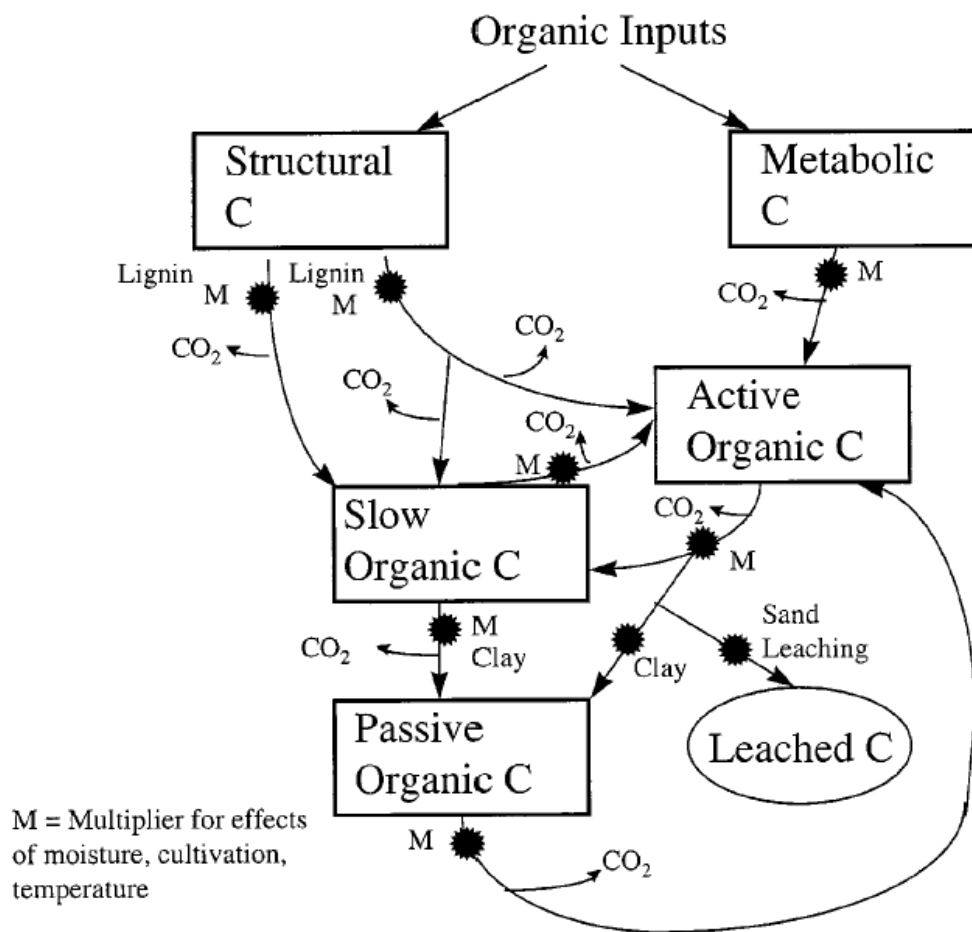 Organic Inputs
Structural
C
Metabolic
C
Lignin
M
Lignin
M
M
CO2
CO2
CO2
CO2
CO2
Active
Organic C
M
Slow
Organic C
CO2
M
M
Clay
CO2
Clay
Sand
Leaching
Passive
Organic C
Leached C
M = Multiplier for effects
of moisture, cultivation,
temperature
M
CO2